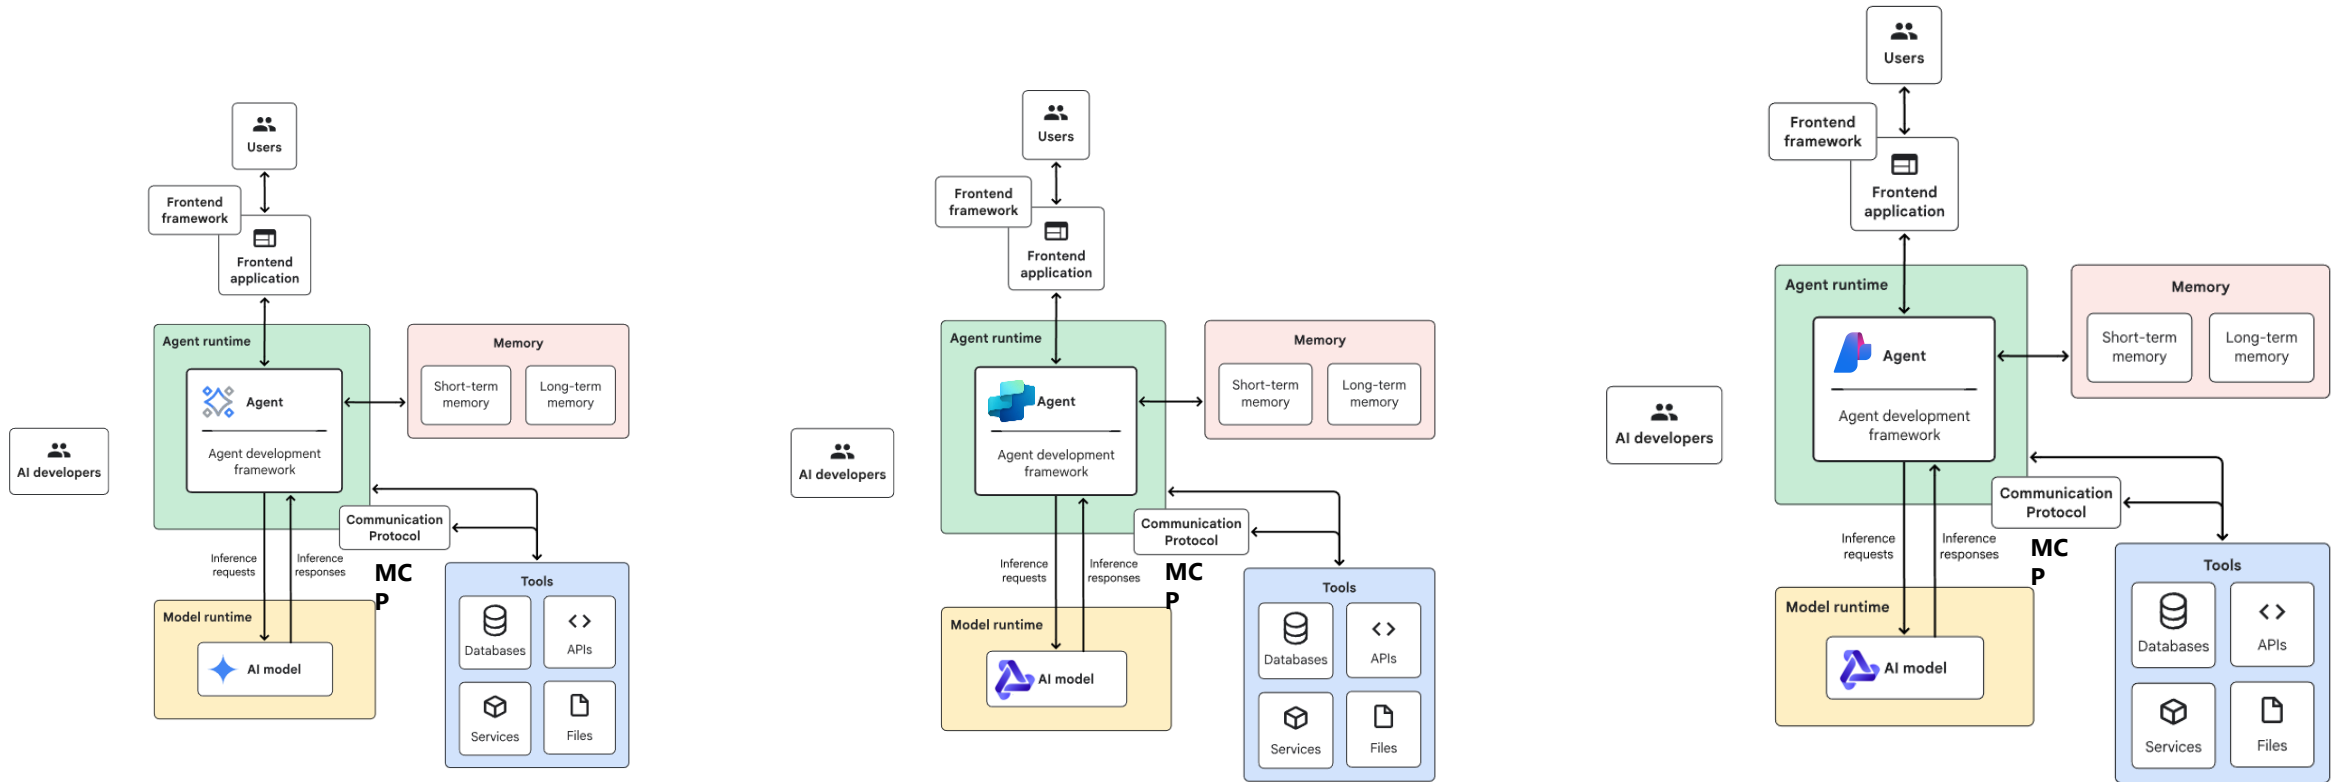 Users
Frontend
framework
Frontend
application
Agent runtime
Agent
Agent development
framework
Memory
Short-term
memory
Long-term
memory
AI developers
Communication
Protocol
MC
P
Inference
requests
Inference
responses
Model runtime
AI model
Tools
Databases
APIs
Services
Files
Users
Frontend
framework
Frontend
application
Agent runtime
Agent
Agent development
framework
Memory
Short-term
memory
Long-term
memory
AI developers
Communication
Protocol
MC
P
Inference
requests
Inference
responses
Model runtime
AI model
Tools
Databases
APIs
Services
Files
Users
Frontend
framework
Frontend
application
Agent runtime
Agent
Agent development
framework
Memory
Short-term
memory
Long-term
memory
AI developers
Communication
Protocol
MC
P
Inference
requests
Inference
responses
Model runtime
AI model
Tools
Databases
APIs
Services
Files